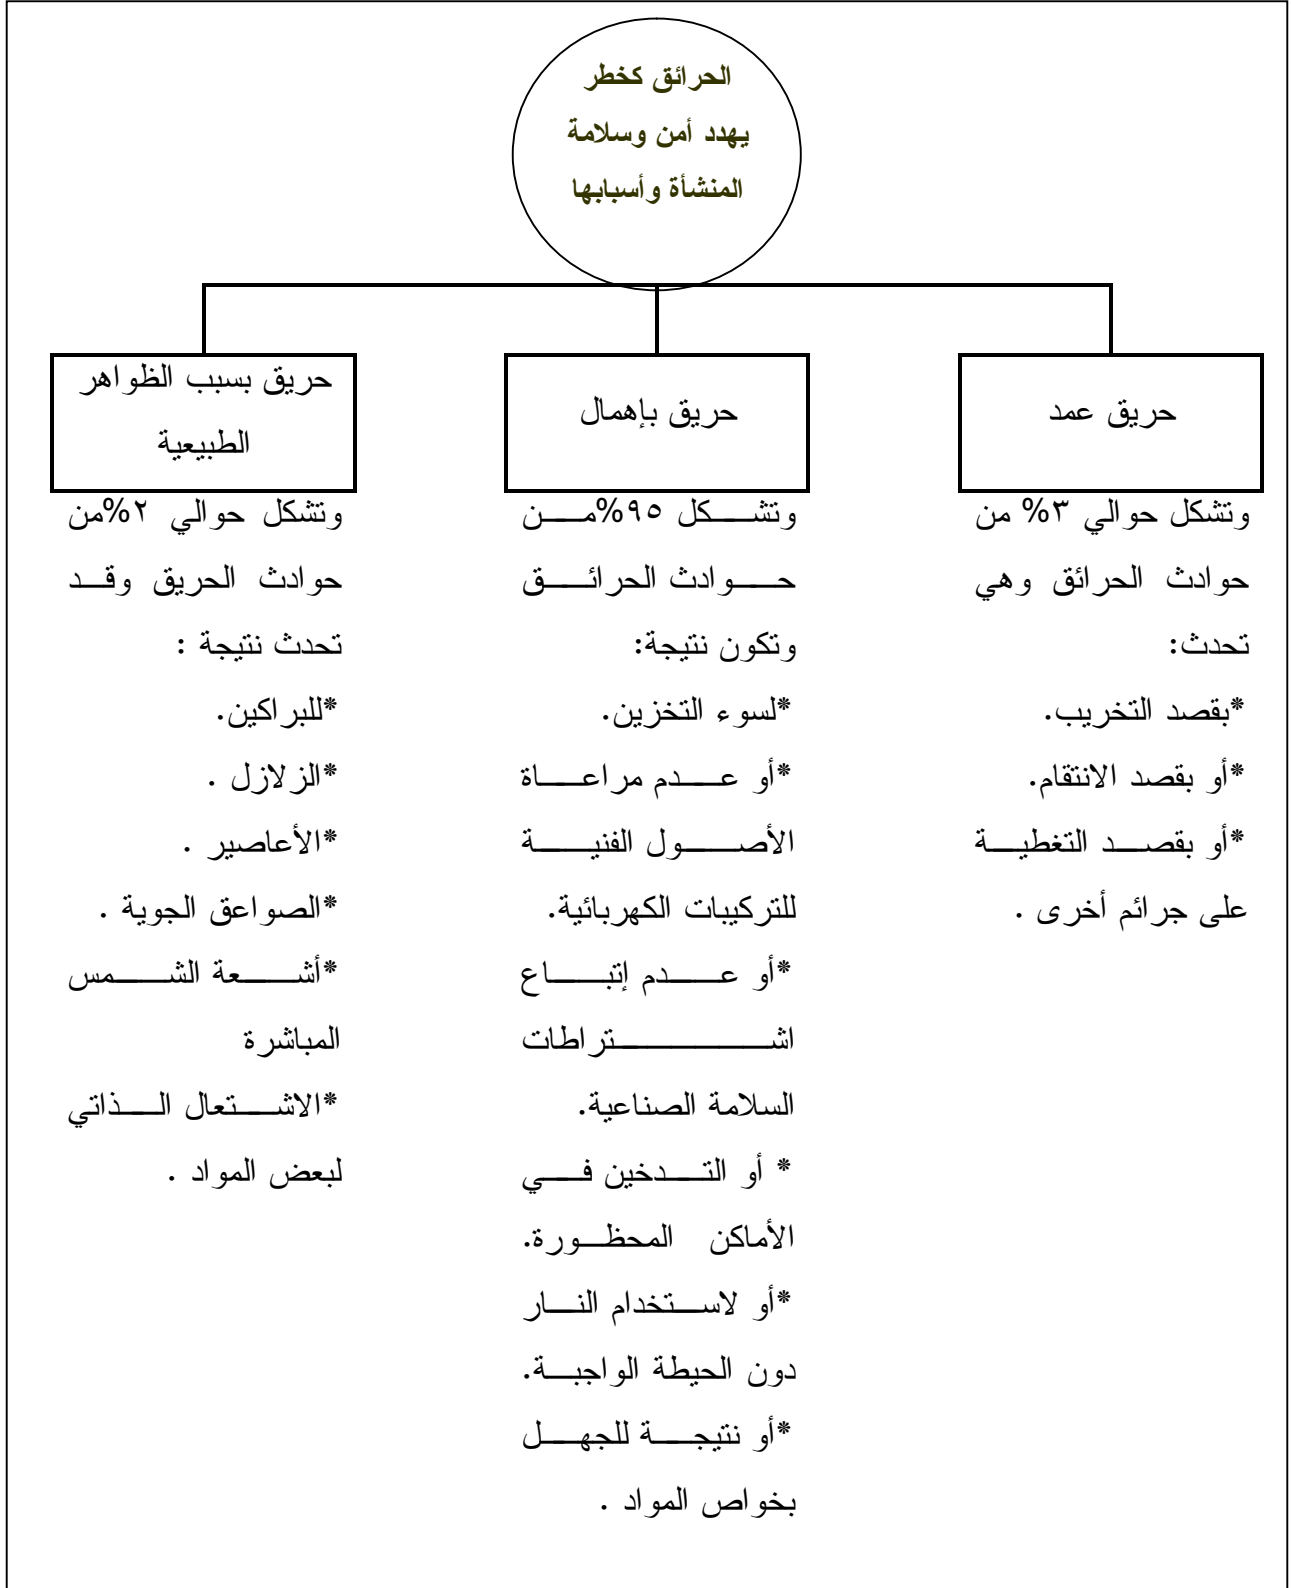 الحرائق كخطر
يهدد أمن وسلامة
المنشأة وأسبابها
حريق عمد
وتشكل حوالي ٣% من
حوادث الحرائق وهي
تحدث:
*بقصد التخريب.
*أو بقصد الانتقام.
*أو بقصد التغطية
على جرائم أخرى .
حريق بإهمال
وتشكل ٩٥%من
حوادث الحرائق
وتكون نتيجة:
*لسوء التخزين.
*أو عدم مراعاة
الأصول الفنية
للتركيبات الكهربائية.
*أو عدم إتباع
اشتراطات
السلامة الصناعية.
* أو التدخين في
الأماكن المحظورة.
*أو لاستخدام النار
دون الحيطة الواجبة.
*أو نتيجة للجهل
بخواص المواد .
حريق بسبب الظواهر
الطبيعية
وتشكل حوالي ٢%من
حوادث الحريق وقد
تحدث نتيجة :
*للبراكين.
*الزلازل .
*الأعاصير .
*الصواعق الجوية .
*أشعة الشمس
المباشرة
*الاشتعال الذاتي
لبعض المواد .